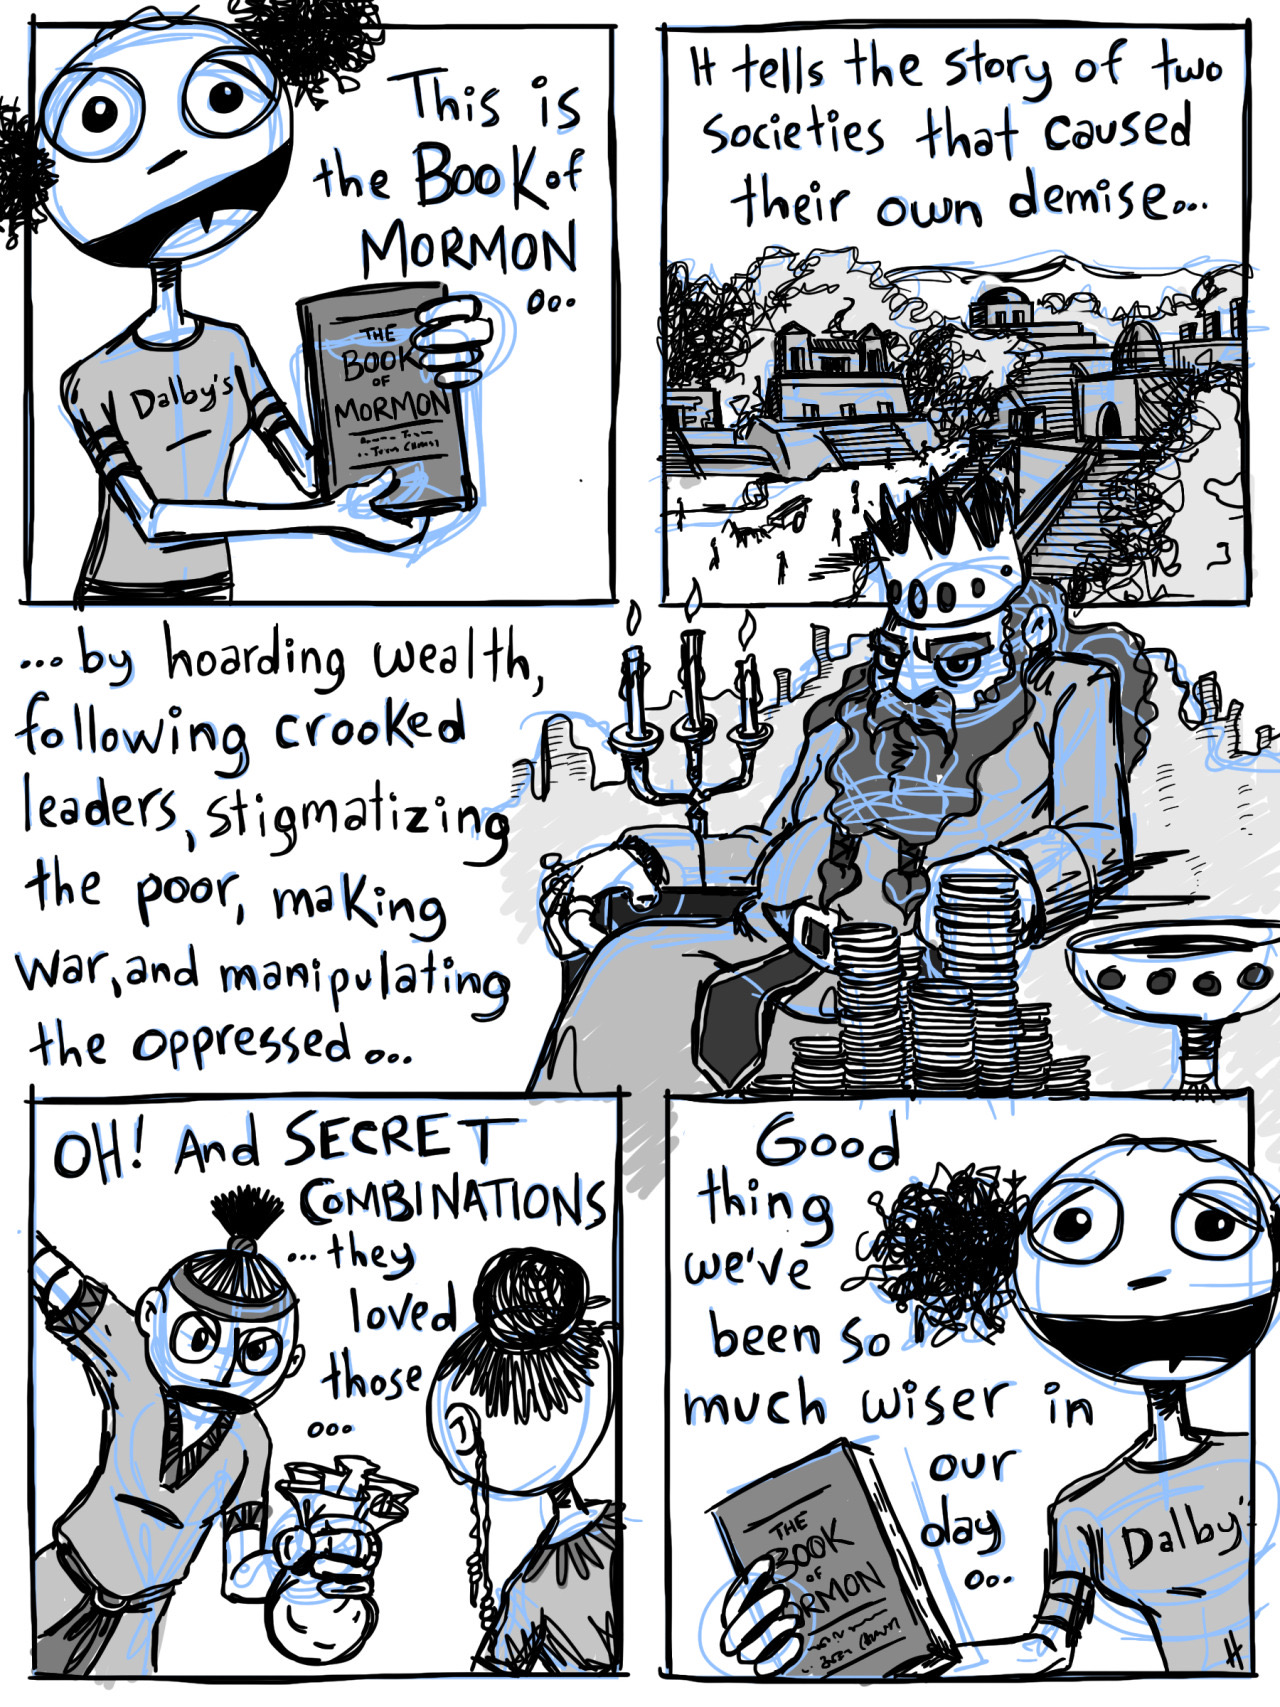 This is
the BOOK of
MORMON
...
THE
BOOK
OF
MORMON
Dalby's
It tells the story of two
societies that caused
their own demise...
...by hoarding wealth,
following crooked
leaders, stigmatizing
the poor, making
war, and manipulating
the oppressed...
OH! And SECRET
COMBINATIONS
...they
loved
those
...
Good
thing
we've
been so
much wiser in
our
day
...
THE
BOOK
OF
MORMON
Dalby's
H